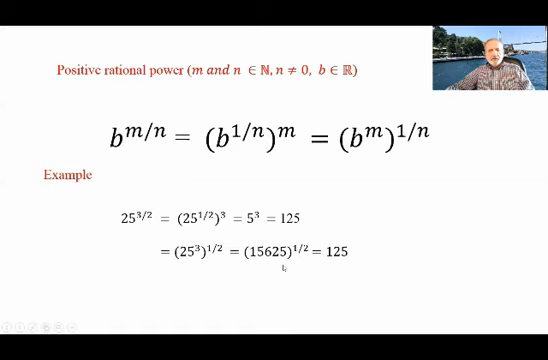 Positive rational power (m and n ∈ ℕ, n ≠ 0, b ∈ ℝ)
b^{m/n} = (b^{1/n})^m = (b^m)^{1/n}
Example
25^{3/2} = (25^{1/2})^3 = 5^3 = 125
= (25^3)^{1/2} = (15625)^{1/2} = 125